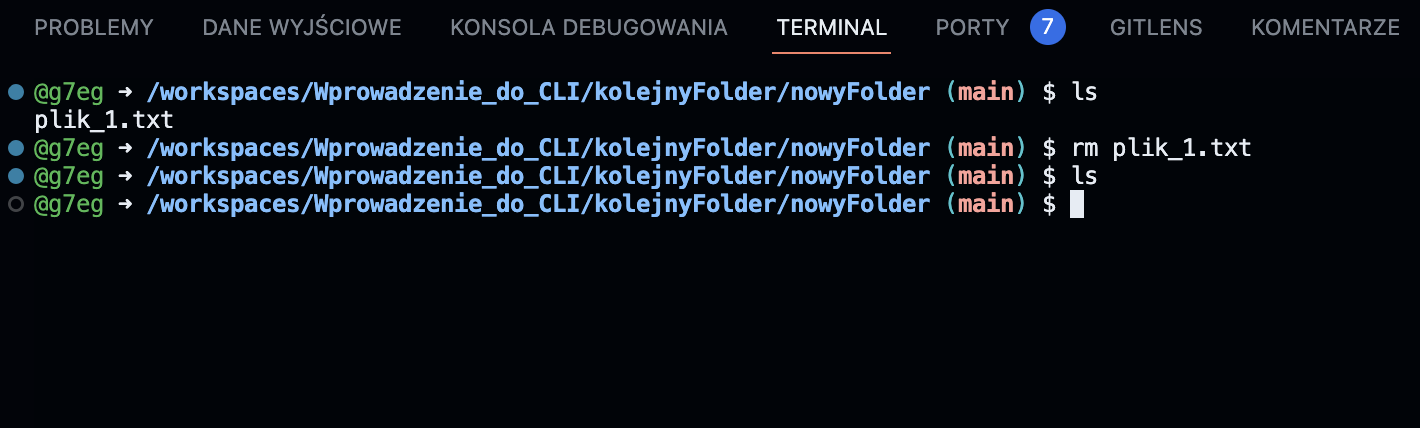 PROBLEMY DANE WYJŚCIOWE KONSOLA DEBUGOWANIA TERMINAL PORTY 7 GITLENS KOMENTARZE
@g7eg → /workspaces/Wprowadzenie_do_CLI/kolejnyFolder/nowyFolder (main) $ ls
plik_1.txt
@g7eg → /workspaces/Wprowadzenie_do_CLI/kolejnyFolder/nowyFolder (main) $ rm plik_1.txt
@g7eg → /workspaces/Wprowadzenie_do_CLI/kolejnyFolder/nowyFolder (main) $ ls
@g7eg → /workspaces/Wprowadzenie_do_CLI/kolejnyFolder/nowyFolder (main) $